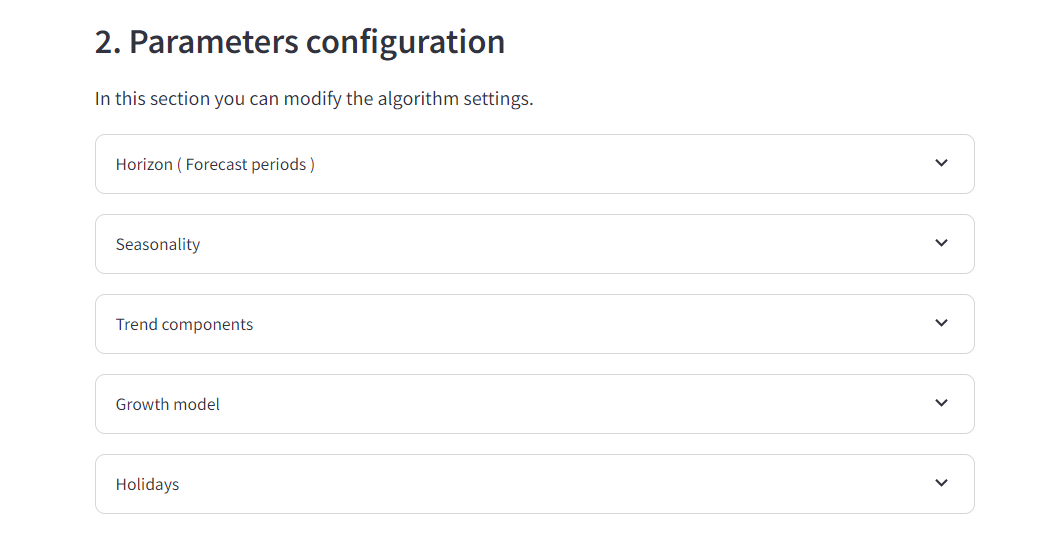 2. Parameters configuration
In this section you can modify the algorithm settings.
Horizon ( Forecast periods )
Seasonality
Trend components
Growth model
Holidays